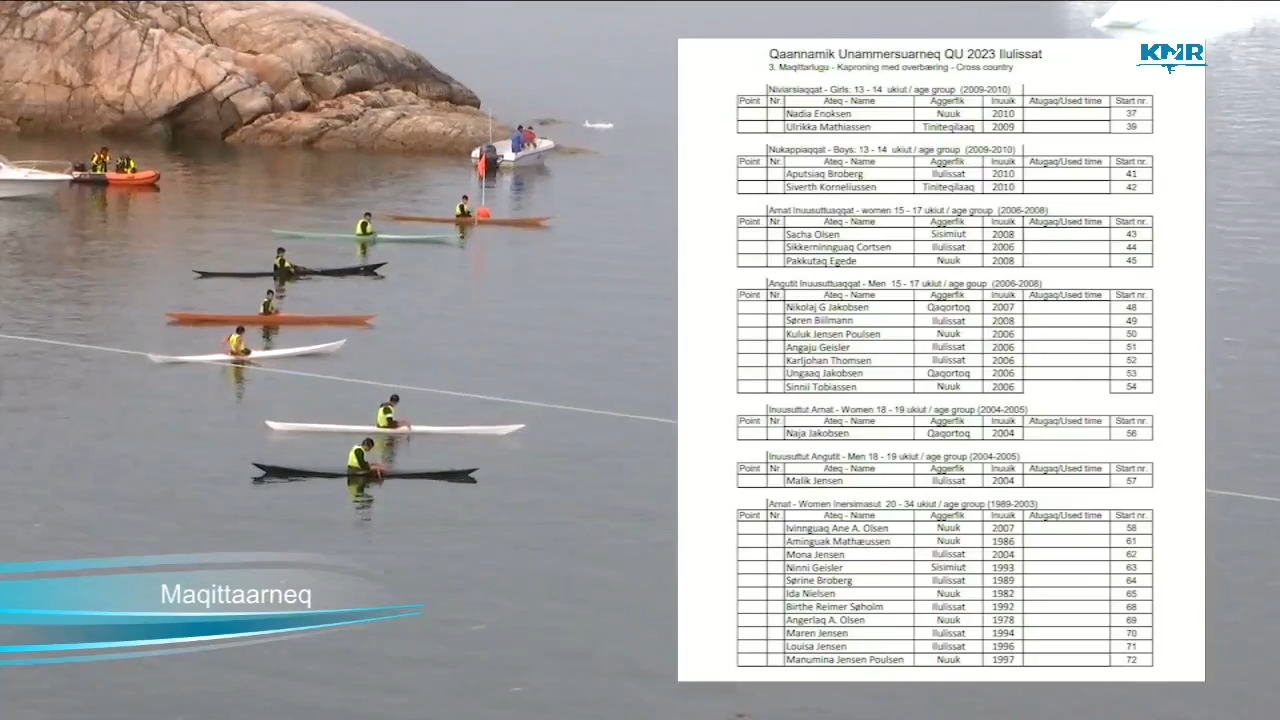 KNR
Qaannamik Unammersuarneq QU 2023 Ilulissat
3. Maqittarlugu - Kaproning med overbæring - Cross country
Niviarsiaqqat - Girls: 13 - 14 ukiut / age group (2009-2010)
Point Nr. Ateq - Name Aggerfik Inuuik Atugaq/Used time Start nr.
Nadia Enoksen Nuuk 2010 37
Ulrikka Mathiassen Tiniteqilaaq 2009 39
Nukappiaqqat - Boys: 13 - 14 ukiut / age group (2009-2010)
Point Nr. Ateq - Name Aggerfik Inuuik Atugaq/Used time Start nr.
Aputsiaq Broberg Ilulissat 2010 41
Siverth Korneliussen Tiniteqilaaq 2010 42
Arnat Inuusuttuaqqat - women 15 - 17 ukiut / age group (2006-2008)
Point Nr. Ateq - Name Aggerfik Inuuik Atugaq/Used time Start nr.
Sacha Olsen Sisimiut 2008 43
Sikkerninnguaq Cortsen Ilulissat 2006 44
Pakkutaq Egede Nuuk 2008 45
Angutit Inuusuttuaqqat - Men 15 - 17 ukiut / age goup (2006-2008)
Point Nr. Ateq - Name Aggerfik Inuuik Atugaq/Used time Start nr.
Nikolaj G Jakobsen Qaqortoq 2007 48
Søren Biilmann Ilulissat 2008 49
Kuluk Jensen Poulsen Nuuk 2006 50
Angaju Geisler Ilulissat 2006 51
Karljohan Thomsen Ilulissat 2006 52
Ungaaq Jakobsen Qaqortoq 2006 53
Sinnii Tobiassen Nuuk 2006 54
Inuusuttut Arnat - Women 18 - 19 ukiut / age group (2004-2005)
Point Nr. Ateq - Name Aggerfik Inuuik Atugaq/Used time Start nr.
Naja Jakobsen Qaqortoq 2004 56
Inuusuttut Angutit - Men 18 - 19 ukiut / age group (2004-2005)
Point Nr. Ateq - Name Aggerfik Inuuik Atugaq/Used time Start nr.
Malik Jensen Ilulissat 2004 57
Arnat - Women Inersimasut 20 - 34 ukiut / age group (1989-2003)
Point Nr. Ateq - Name Aggerfik Inuuik Atugaq/Used time Start nr.
Ivinnguaq Ane A. Olsen Nuuk 2007 58
Aminguak Mathæussen Nuuk 1986 61
Mona Jensen Ilulissat 2004 62
Ninni Geisler Sisimiut 1993 63
Sørine Broberg Ilulissat 1989 64
Ida Nielsen Nuuk 1982 65
Birthe Reimer Søholm Ilulissat 1992 68
Angerlaq A. Olsen Nuuk 1978 69
Maren Jensen Ilulissat 1994 70
Louisa Jensen Ilulissat 1996 71
Manumina Jensen Poulsen Nuuk 1997 72
Maqittaarneq